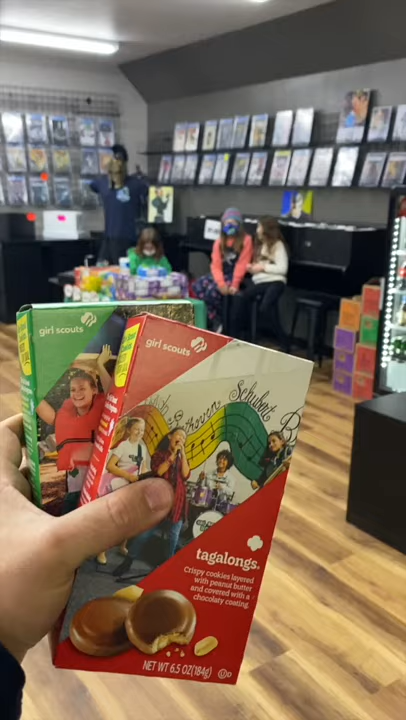 girl scouts
girl scouts
Beethoven
Schubert
tagalongs.
Crispy cookies layered
with peanut butter
and covered with a
chocolaty coating.
NET WT 6.5 OZ(184g)